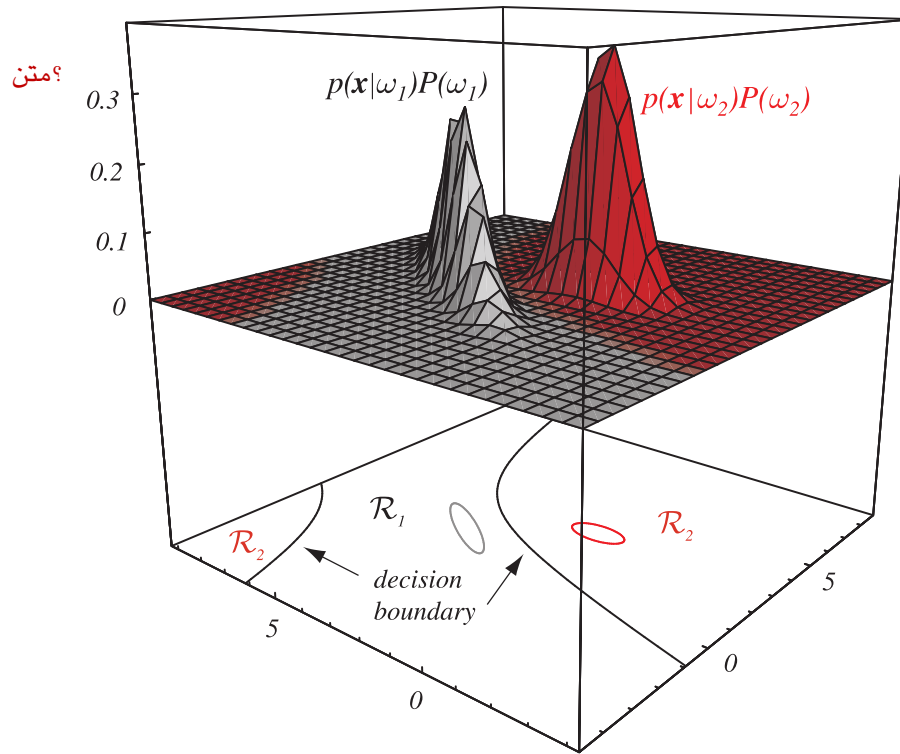 ؟متن
p(x|ω₁)P(ω₁)
p(x|ω₂)P(ω₂)
0.3
0.2
0.1
0
R₁
R₂
R₂
decision
boundary
5
0
5
0